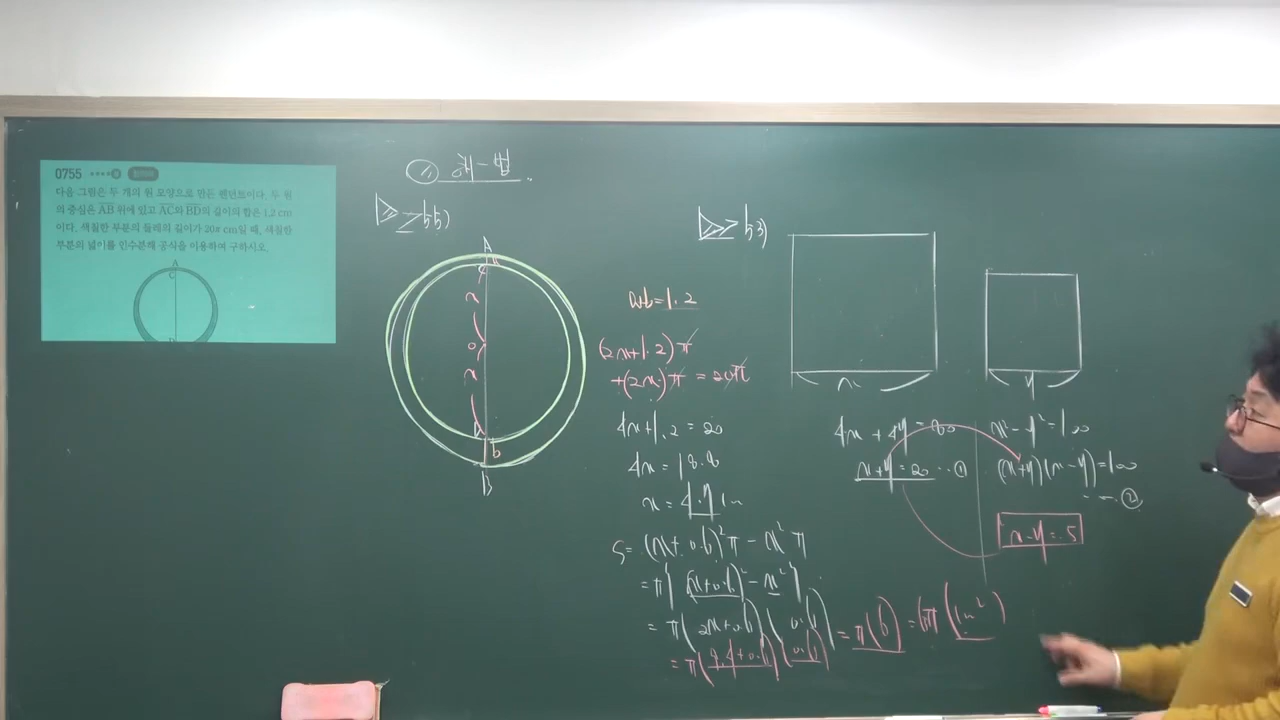 0755
다음 그림은 두 개의 원 모양으로 만든 펜던트이다. 두 원
의 중심은 AB 위에 있고 AC와 BD의 길이의 합은 1.2 cm
이다. 색칠한 부분의 둘레의 길이가 20π cm일 때, 색칠한
부분의 넓이를 인수분해 공식을 이용하여 구하시오.
A
C
D
A
C
x
o
x
D
b
B
a+b=1.2
(2x+1.2)π
+(2x)π = 20π
4x+1.2 = 20
4x = 18.8
x = 4.7 cm
S= (x+0.6)²π - x²π
=π{(x+0.6)²-x²}
= π(2x+0.6)(0.6)
= π(9.4+0.6)(0.6)
= π(6) = 6π (cm²)
53)
x
y
4x+4y=80
x+y=20 … ①
x²-y²=100
(x+y)(x-y)=100
… ②
x-y=5